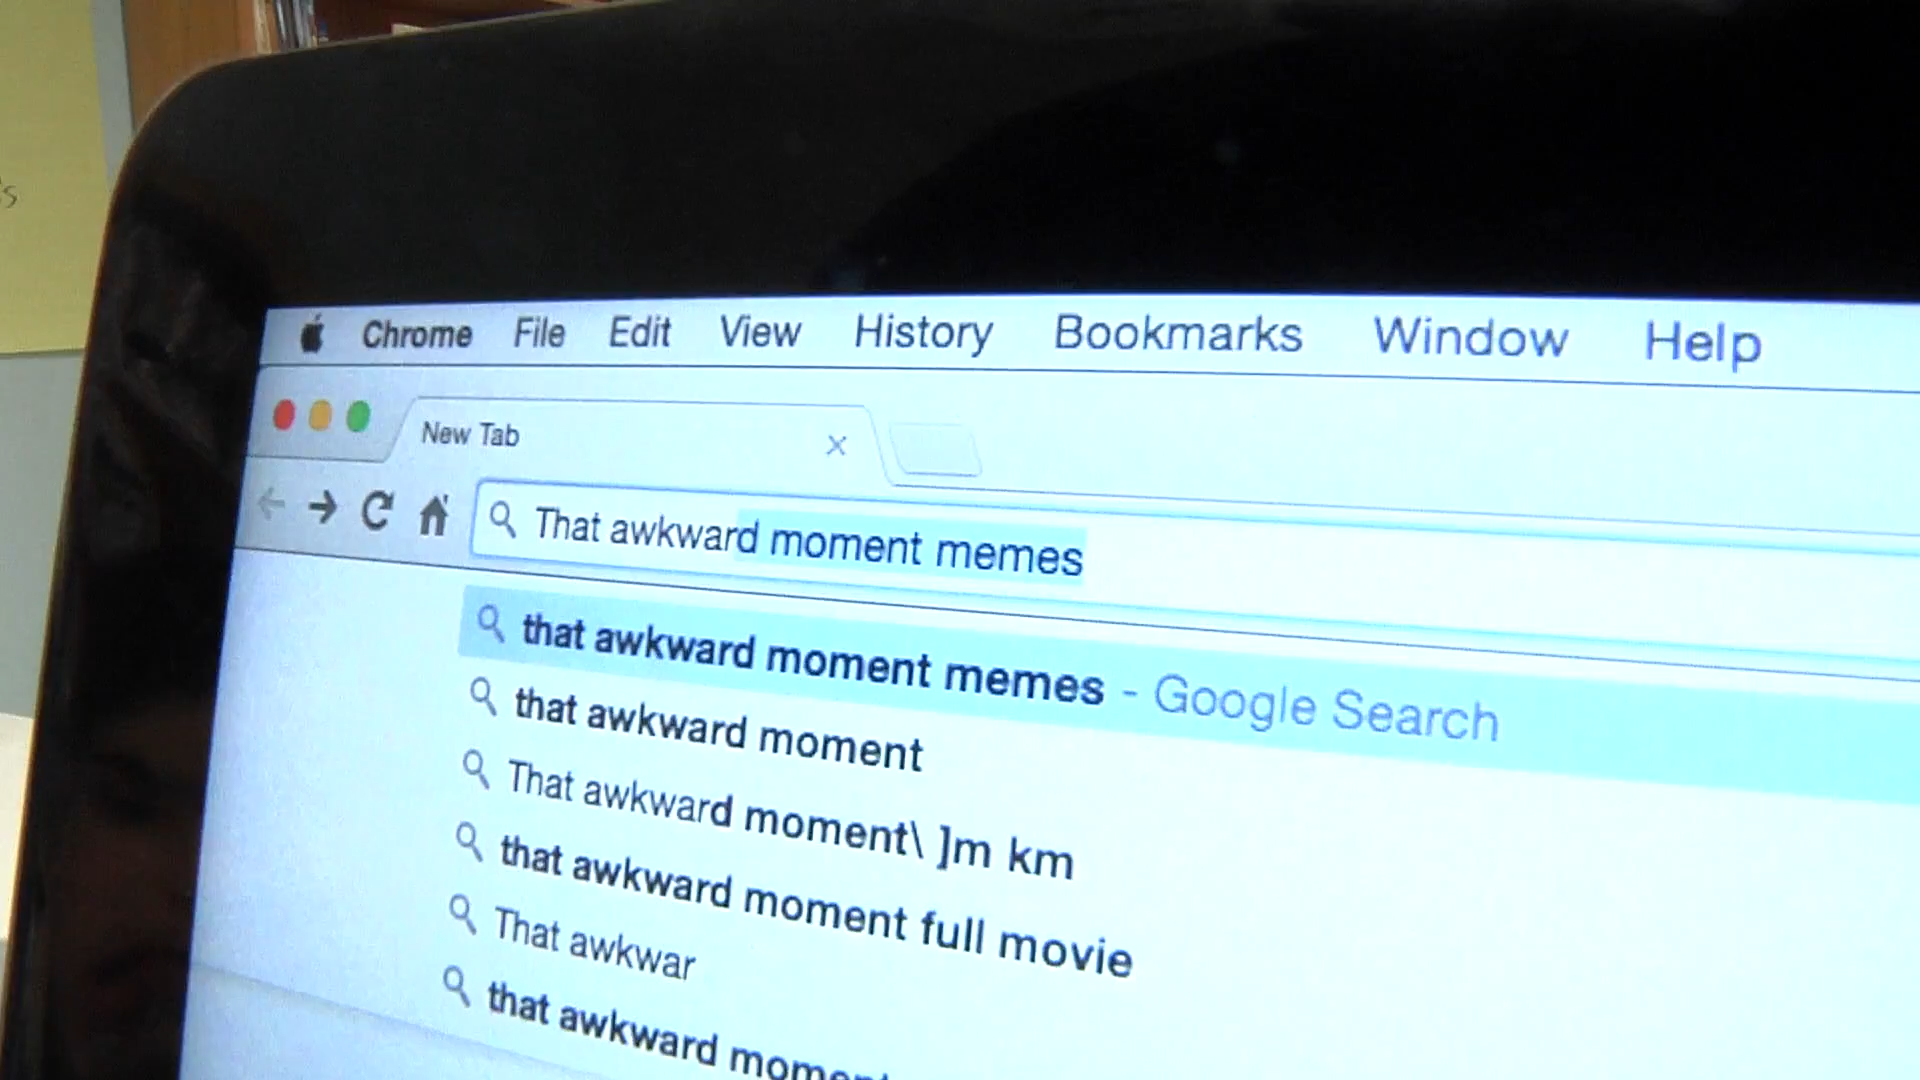 's
Chrome File Edit View History Bookmarks Window Help
New Tab
That awkward moment memes
that awkward moment memes - Google Search
that awkward moment
That awkward moment\ ]m km
that awkward moment full movie
That awkwar
that awkward moment